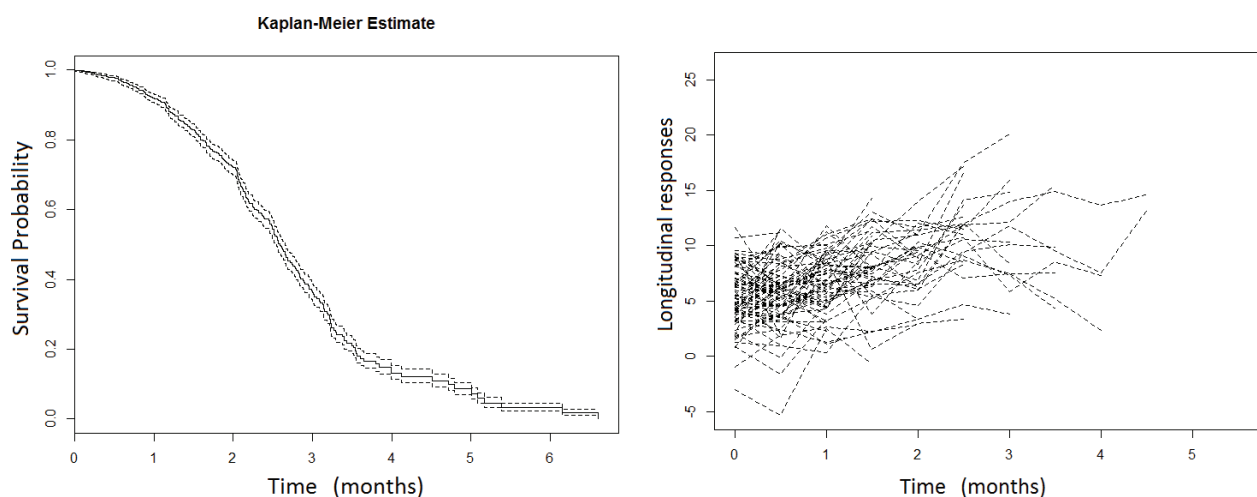 Kaplan-Meier Estimate
Survival Probability
1.0
0.8
0.6
0.4
0.2
0.0
0 1 2 3 4 5 6
Time (months)
Longitudinal responses
25
20
15
10
5
0
-5
0 1 2 3 4 5
Time (months)